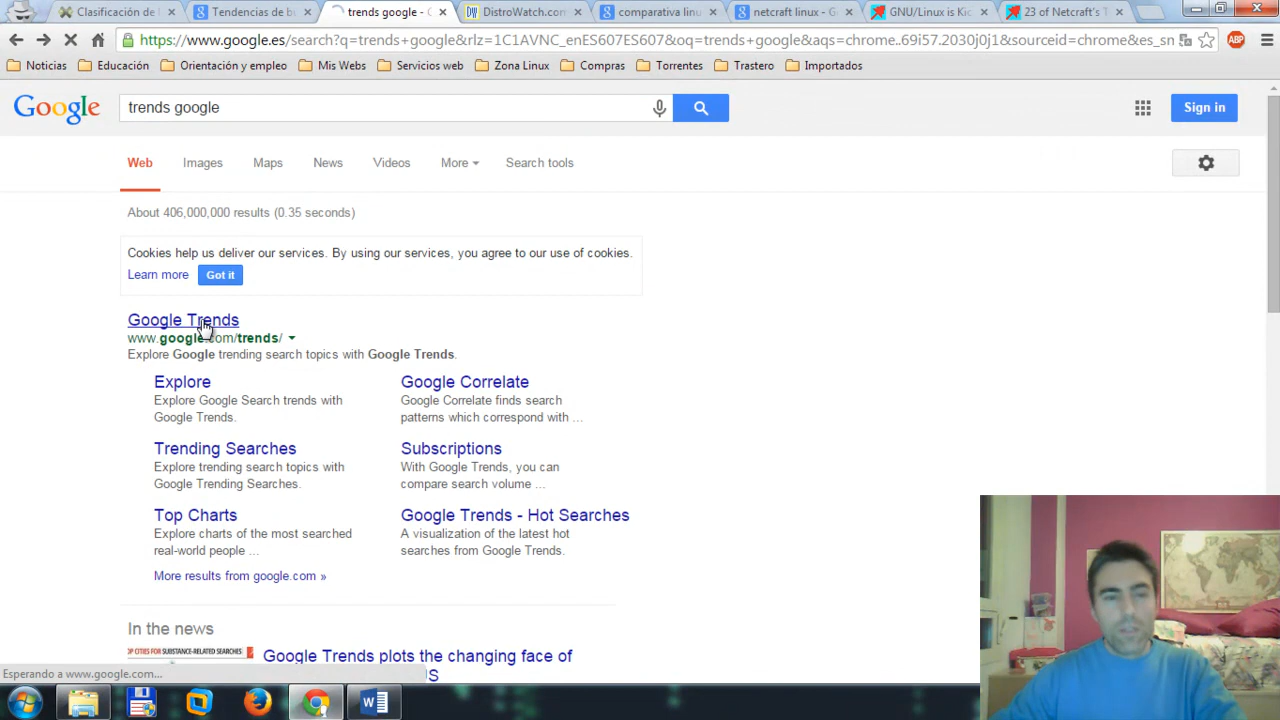 Clasificación de
Tendencias de bu
trends google - G
DistroWatch.com
comparativa linu
netcraft linux - G
GNU/Linux is Kic
23 of Netcraft's T
https://www.google.es/search?q=trends+google&rlz=1C1AVNC_enES607ES607&oq=trends+google&aqs=chrome..69i57.2030j0j1&sourceid=chrome&es_sm
ABP
Noticias
Educación
Orientación y empleo
Mis Webs
Servicios web
Zona Linux
Compras
Torrentes
Trastero
Importados
Google
trends google
Sign in
Web
Images
Maps
News
Videos
More
Search tools
About 406,000,000 results (0.35 seconds)
Cookies help us deliver our services. By using our services, you agree to our use of cookies.
Learn more
Got it
Google Trends
www.google.com/trends/
Explore Google trending search topics with Google Trends.
Explore
Explore Google Search trends with
Google Trends.
Google Correlate
Google Correlate finds search
patterns which correspond with ...
Trending Searches
Explore trending search topics with
Google Trending Searches.
Subscriptions
With Google Trends, you can
compare search volume ...
Top Charts
Explore charts of the most searched
real-world people ...
Google Trends - Hot Searches
A visualization of the latest hot
searches from Google Trends.
More results from google.com »
In the news
OP CITIES FOR SUBSTANCE-RELATED SEARCHES
Google Trends plots the changing face of
Esperando a www.google.com...